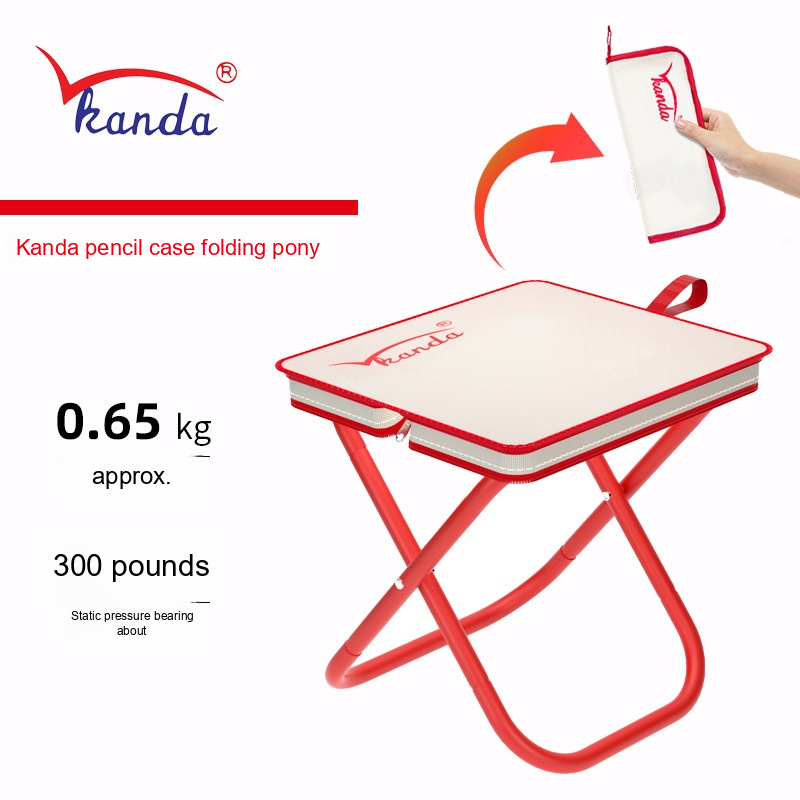 kanda ®
kanda
Kanda pencil case folding pony
kanda ®
0.65 kg
approx.
300 pounds
Static pressure bearing
about